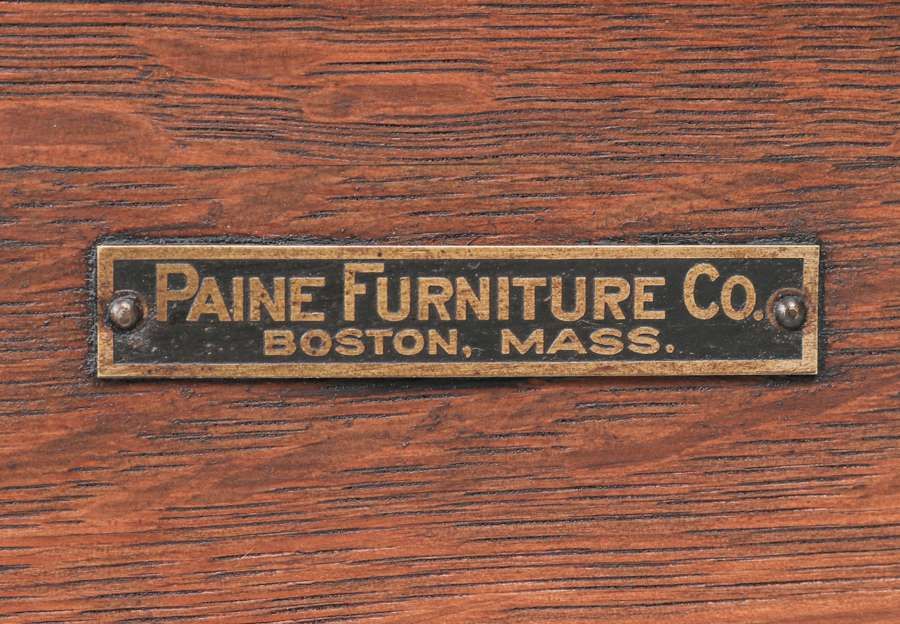 PAINE FURNITURE CO.
BOSTON, MASS.